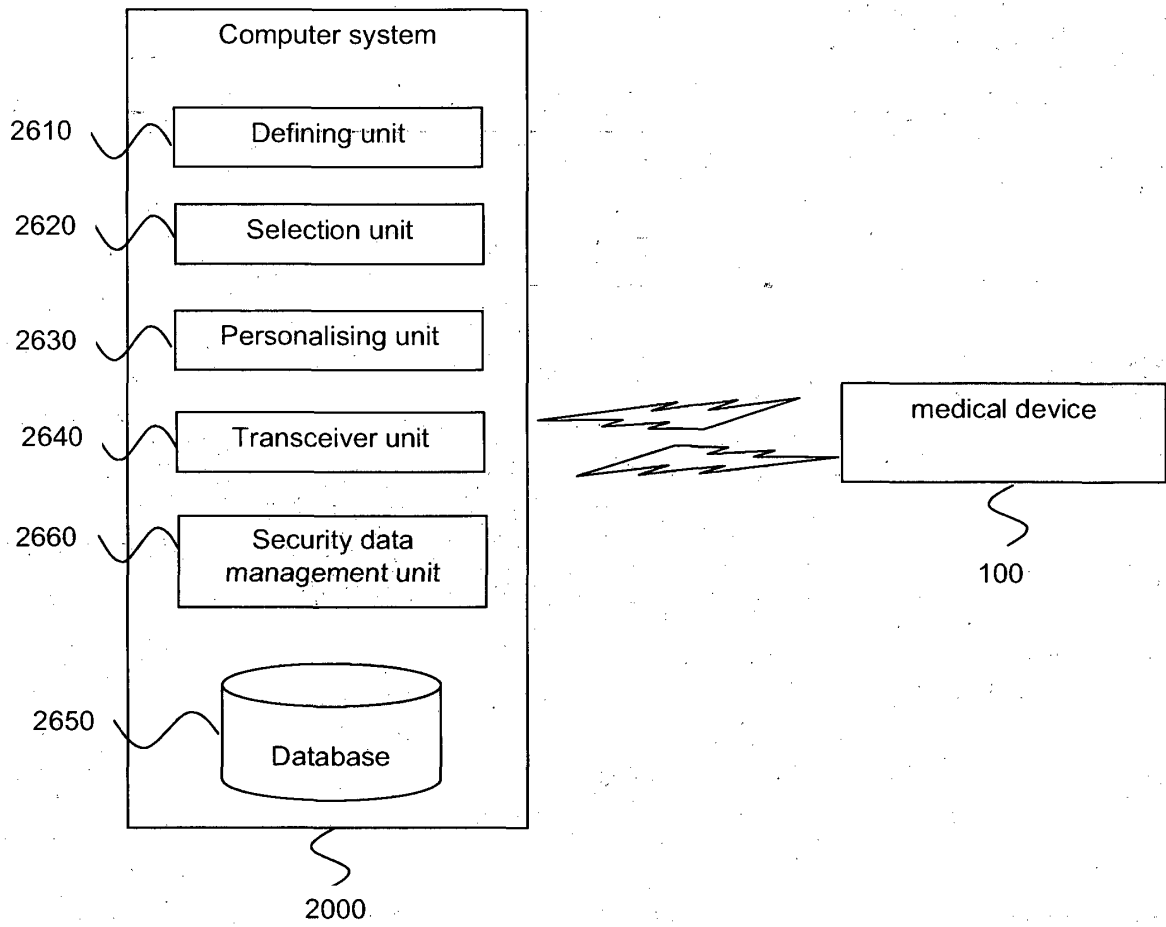 Computer system
2610
Defining unit
2620
Selection unit
2630
Personalising unit
2640
Transceiver unit
medical device
2660
Security data
management unit
100
2650
Database
2000